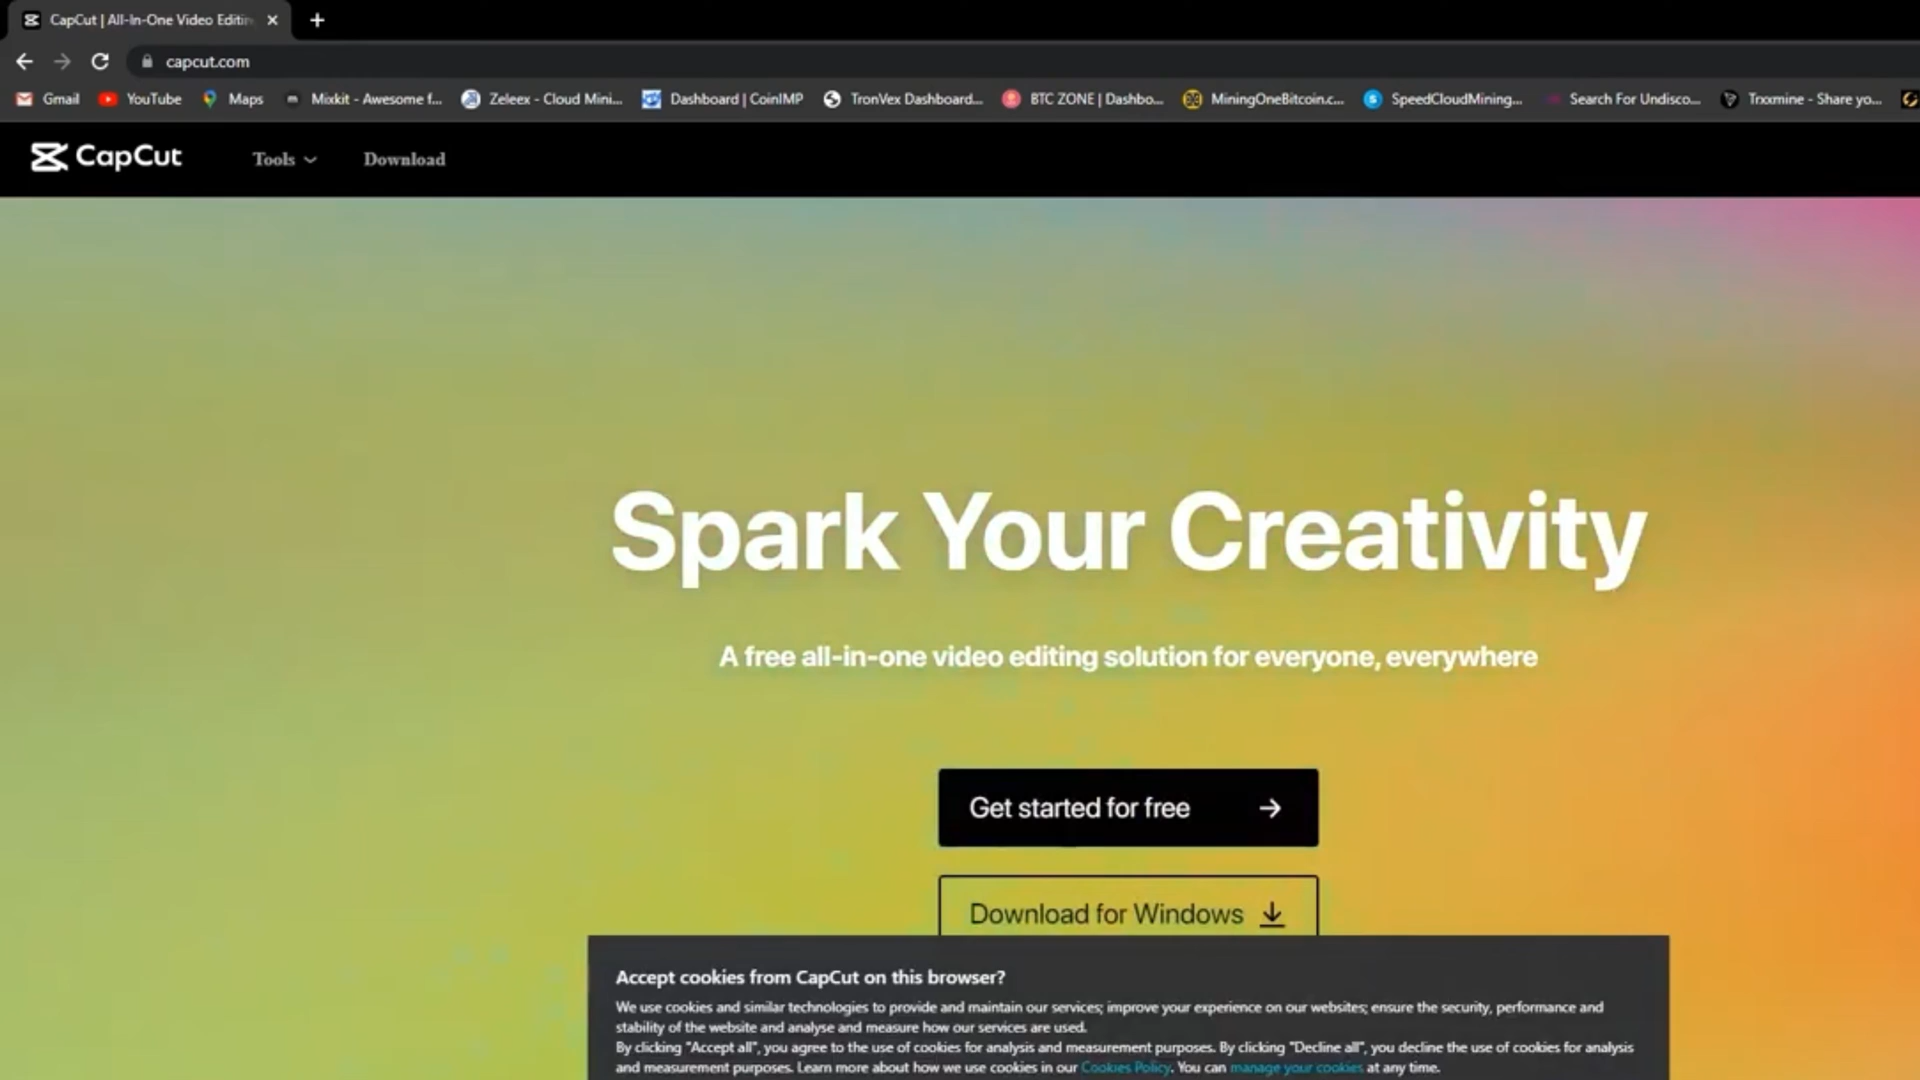 CapCut | All-In-One Video Editin
capcut.com
Gmail YouTube Maps Mixkit - Awesome f... Zeleex - Cloud Mini... Dashboard | CoinIMP TronVex Dashboard... BTC ZONE | Dashbo... MiningOneBitcoin.c... SpeedCloudMining... Search For Undisco... Trxxmine - Share yo...
CapCut Tools Download
Spark Your Creativity
A free all-in-one video editing solution for everyone, everywhere
Get started for free
Download for Windows
Accept cookies from CapCut on this browser?
We use cookies and similar technologies to provide and maintain our services; improve your experience on our websites; ensure the security, performance and
stability of the website and analyse and measure how our services are used.
By clicking "Accept all", you agree to the use of cookies for analysis and measurement purposes. By clicking "Decline all", you decline the use of cookies for analysis
and measurement purposes. Learn more about how we use cookies in our Cookies Policy. You can manage your cookies at any time.